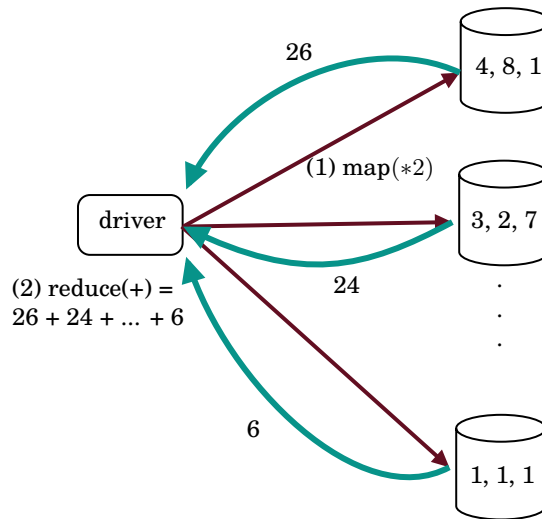 26
4, 8, 1
(1) map(*2)
driver
3, 2, 7
24
(2) reduce(+) =
26 + 24 + ... + 6
.
.
.
6
1, 1, 1